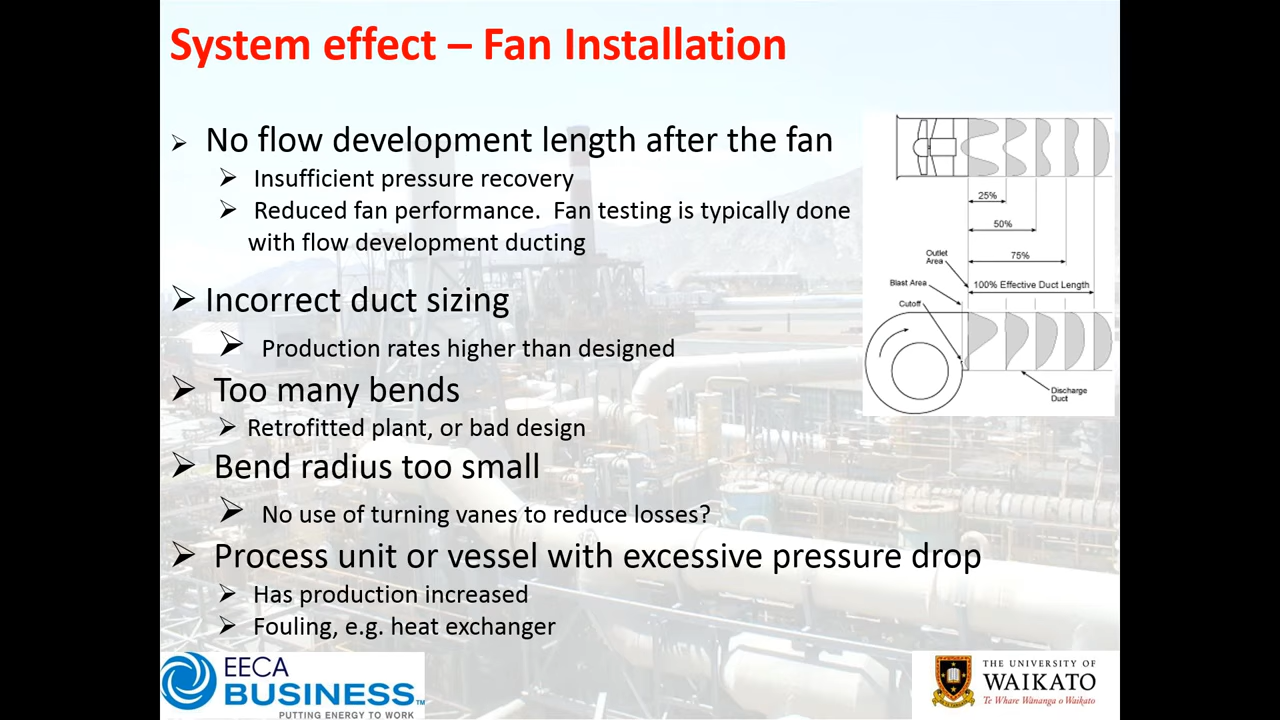 System effect – Fan Installation
➢ No flow development length after the fan
➢ Insufficient pressure recovery
➢ Reduced fan performance.  Fan testing is typically done
with flow development ducting
➢ Incorrect duct sizing
➢ Production rates higher than designed
➢ Too many bends
➢ Retrofitted plant, or bad design
➢ Bend radius too small
➢ No use of turning vanes to reduce losses?
➢ Process unit or vessel with excessive pressure drop
➢ Has production increased
➢ Fouling, e.g. heat exchanger
25%
50%
75%
Outlet
Area
Blast Area
100% Effective Duct Length
Cutoff
Discharge
Duct
EECA
BUSINESS™
PUTTING ENERGY TO WORK
THE UNIVERSITY OF
WAIKATO
Te Whare Wānanga o Waikato